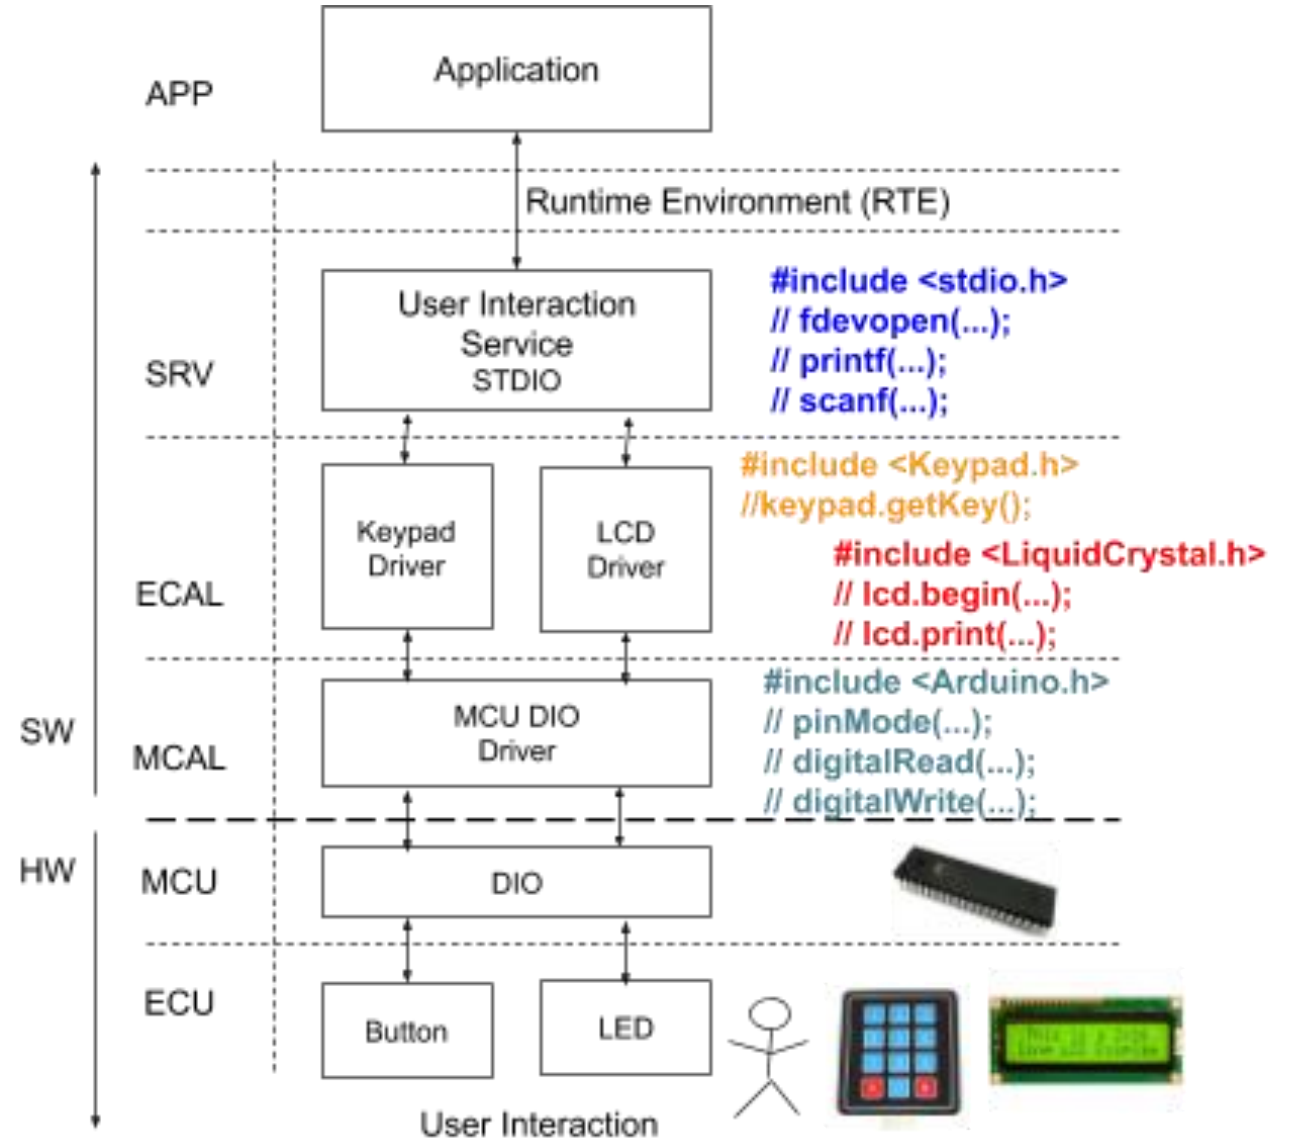 Application
APP
Runtime Environment (RTE)
User Interaction
Service
STDIO
SRV
#include <stdio.h>
// fdevopen(...);
// printf(...);
// scanf(...);
Keypad
Driver
LCD
Driver
ECAL
#include <Keypad.h>
//keypad.getKey();
#include <LiquidCrystal.h>
// lcd.begin(...);
// lcd.print(...);
SW
MCAL
MCU DIO
Driver
#include <Arduino.h>
// pinMode(...);
// digitalRead(...);
// digitalWrite(...);
HW
MCU
DIO
ECU
Button
LED
User Interaction